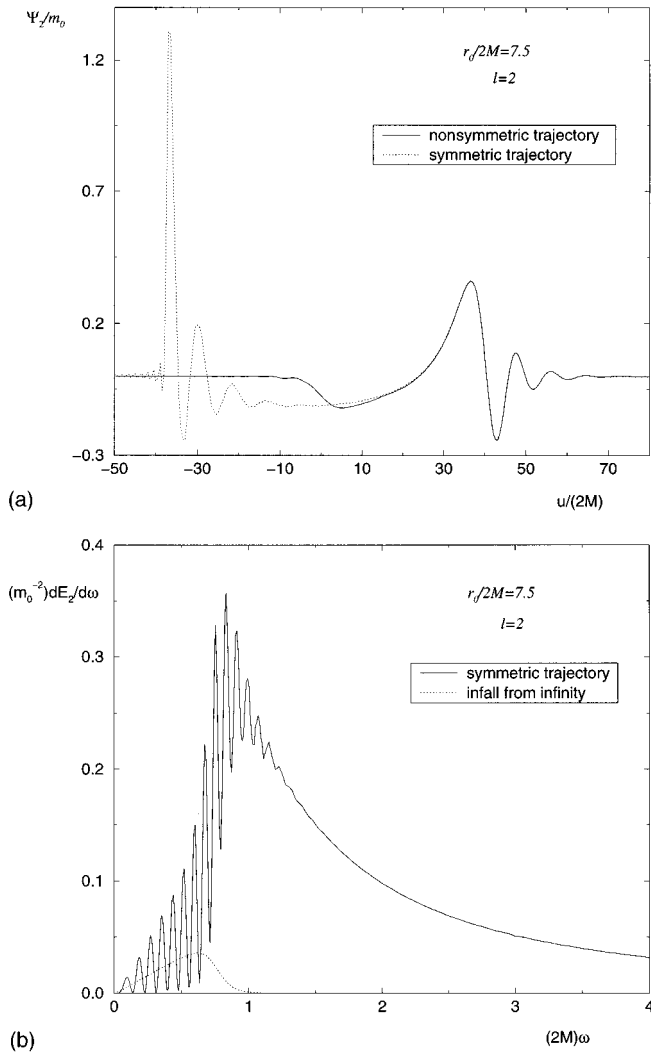 Ψ₂/m₀
1.2
0.7
0.2
−0.3
r₀/2M=7.5
l=2
nonsymmetric trajectory
symmetric trajectory
−50 −30 −10 10 30 50 70
(a)
u/(2M)
0.4
0.3
0.2
0.1
0.0
(m₀⁻²)dE₂/dω
r₀/2M=7.5
l=2
symmetric trajectory
infall from infinity
0 1 2 3 4
(b)
(2M)ω